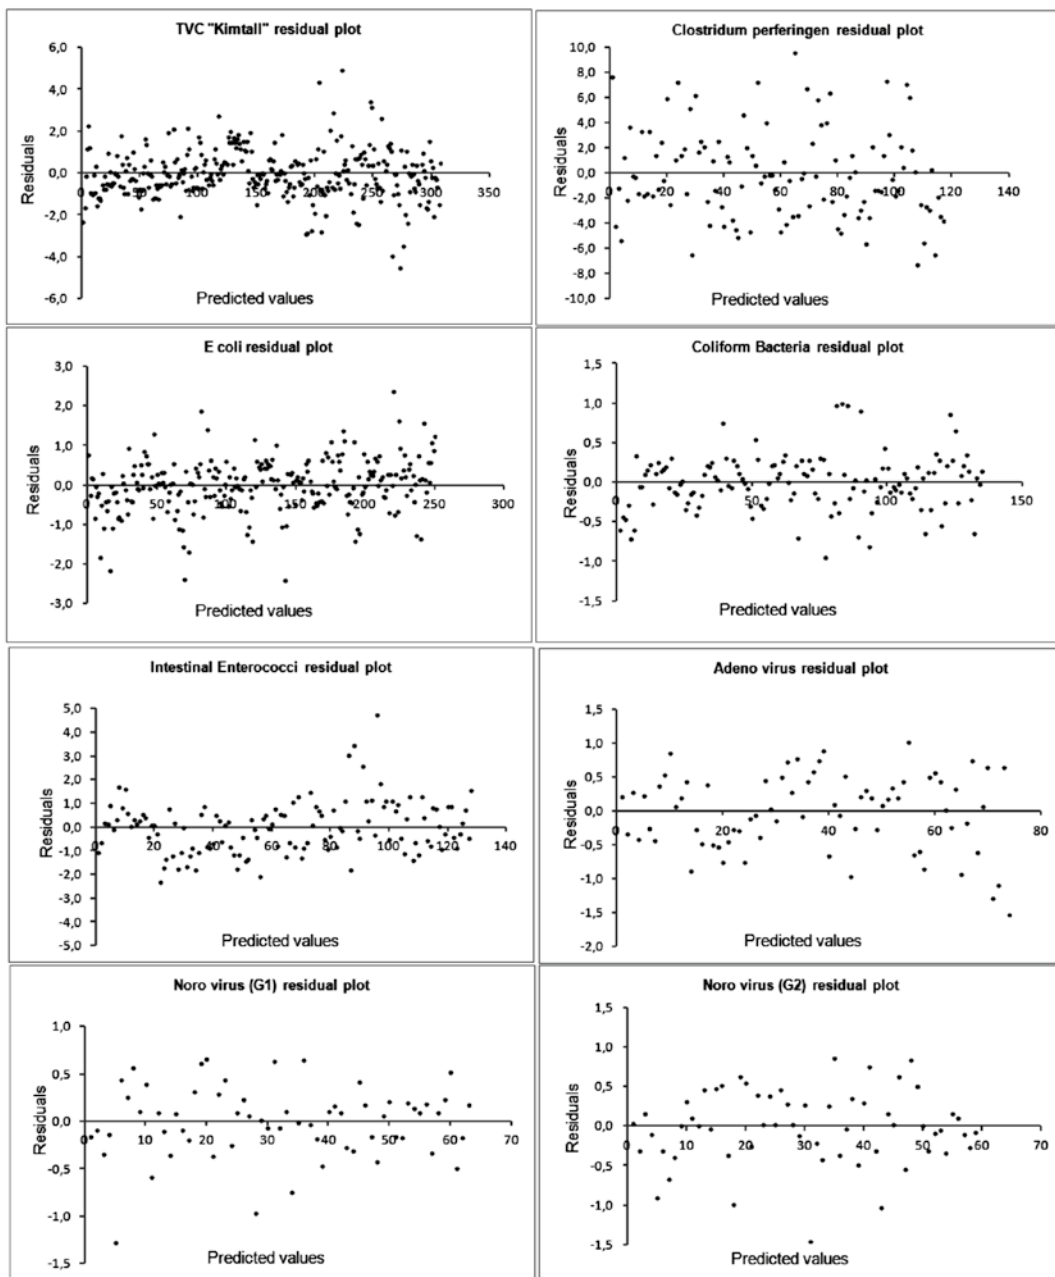 TVC "Kimtall" residual plot
6,0
4,0
2,0
0,0
-2,0
-4,0
-6,0
0 50 100 150 200 250 300 350
Residuals
Predicted values
Clostridum perferingen residual plot
10,0
8,0
6,0
4,0
2,0
0,0
-2,0
-4,0
-6,0
-8,0
-10,0
0 20 40 60 80 100 120 140
Residuals
Predicted values
E coli residual plot
3,0
2,0
1,0
0,0
-1,0
-2,0
-3,0
0 50 100 150 200 250 300
Residuals
Predicted values
Coliform Bacteria residual plot
1,5
1,0
0,5
0,0
-0,5
-1,0
-1,5
0 50 100 150
Residuals
Predicted values
Intestinal Enterococci residual plot
5,0
4,0
3,0
2,0
1,0
0,0
-1,0
-2,0
-3,0
-4,0
-5,0
0 20 40 60 80 100 120 140
Residuals
Predicted values
Adeno virus residual plot
1,5
1,0
0,5
0,0
-0,5
-1,0
-1,5
-2,0
0 20 40 60 80
Residuals
Predicted values
Noro virus (G1) residual plot
1,0
0,5
0,0
-0,5
-1,0
-1,5
0 10 20 30 40 50 60 70
Residuals
Predicted values
Noro virus (G2) residual plot
1,5
1,0
0,5
0,0
-0,5
-1,0
-1,5
0 10 20 30 40 50 60 70
Residuals
Predicted values